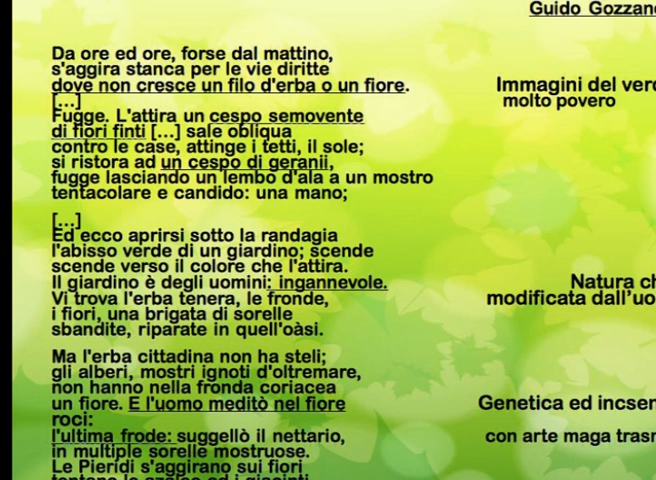 Guido Gozzano
Da ore ed ore, forse dal mattino,
s'aggira stanca per le vie diritte
dove non cresce un filo d'erba o un fiore.
[...]
Fugge. L'attira un cespo semovente
di fiori finti [...] sale obliqua
contro le case, attinge i tetti, il sole;
si ristora ad un cespo di geranii,
fugge lasciando un lembo d'ala a un mostro
tentacolare e candido: una mano;
Immagini del
molto povero
[...]
Ed ecco aprirsi sotto la randagia
l'abisso verde di un giardino; scende
scende verso il colore che l'attira.
Il giardino è degli uomini: ingannevole.
Vi trova l'erba tenera, le fronde,
i fiori, una brigata di sorelle
sbandite, riparate in quell'oàsi.
Natura
modificata
Ma l'erba cittadina non ha steli;
gli alberi, mostri ignoti d'oltremare,
non hanno nella fronda coriacea
un fiore. E l'uomo meditò nel fiore
roci:
l'ultima frode: suggellò il nettario,
in multiple sorelle mostruose.
Le Pieridi s'aggirano sui fiori
tentano le azalee ed i giacinti
Genetica ed
con arte maga